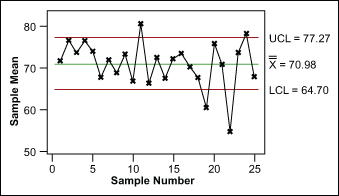 80
70
60
50
0
5
10
15
20
25
Sample Mean
Sample Number
UCL = 77.27
X̿ = 70.98
LCL = 64.70